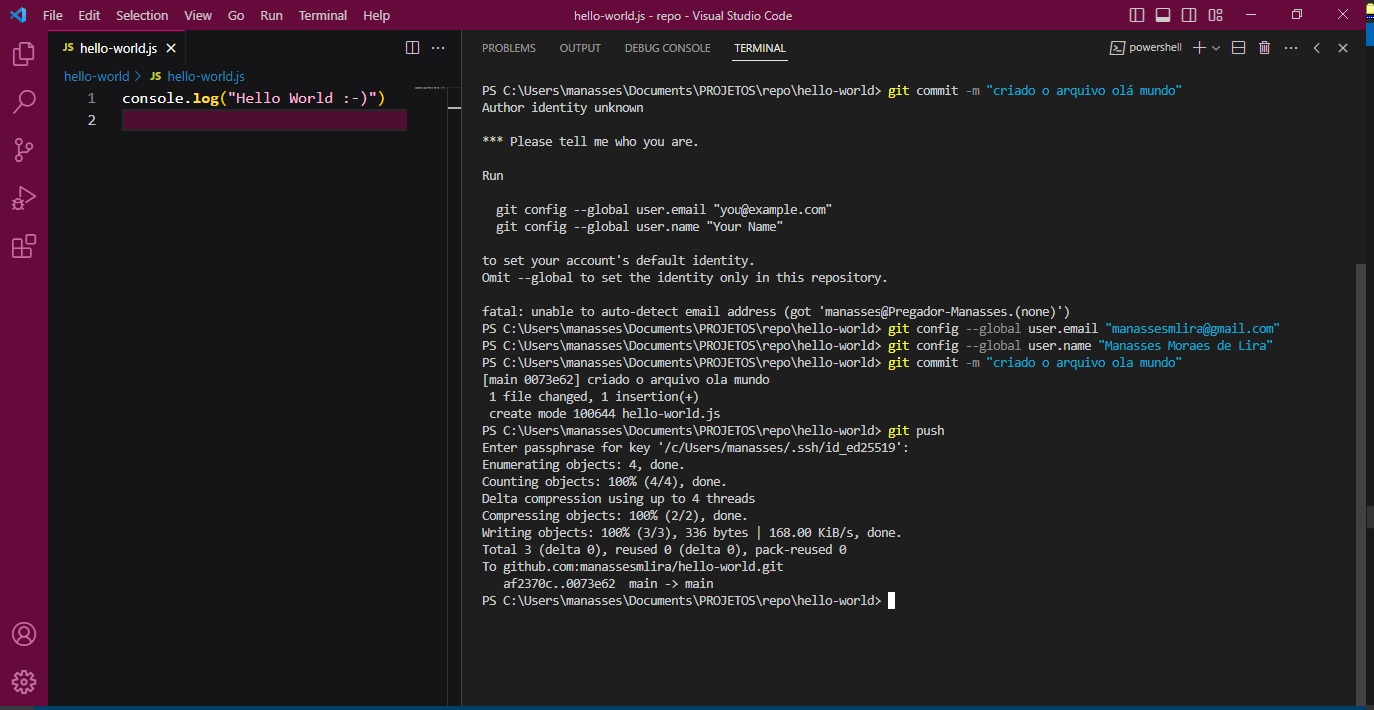 File Edit Selection View Go Run Terminal Help
hello-world.js - repo - Visual Studio Code
JS hello-world.js
hello-world > JS hello-world.js
1 console.log("Hello World :-)")
2
PROBLEMS OUTPUT DEBUG CONSOLE TERMINAL
powershell
PS C:\Users\manasses\Documents\PROJETOS\repo\hello-world> git commit -m "criado o arquivo olá mundo"
Author identity unknown
*** Please tell me who you are.
Run
git config --global user.email "you@example.com"
git config --global user.name "Your Name"
to set your account's default identity.
Omit --global to set the identity only in this repository.
fatal: unable to auto-detect email address (got 'manasses@Pregador-Manasses.(none)')
PS C:\Users\manasses\Documents\PROJETOS\repo\hello-world> git config --global user.email "manassesmlira@gmail.com"
PS C:\Users\manasses\Documents\PROJETOS\repo\hello-world> git config --global user.name "Manasses Moraes de Lira"
PS C:\Users\manasses\Documents\PROJETOS\repo\hello-world> git commit -m "criado o arquivo ola mundo"
[main 0073e62] criado o arquivo ola mundo
1 file changed, 1 insertion(+)
create mode 100644 hello-world.js
PS C:\Users\manasses\Documents\PROJETOS\repo\hello-world> git push
Enter passphrase for key '/c/Users/manasses/.ssh/id_ed25519':
Enumerating objects: 4, done.
Counting objects: 100% (4/4), done.
Delta compression using up to 4 threads
Compressing objects: 100% (2/2), done.
Writing objects: 100% (3/3), 336 bytes | 168.00 KiB/s, done.
Total 3 (delta 0), reused 0 (delta 0), pack-reused 0
To github.com:manassesmlira/hello-world.git
af2370c..0073e62 main -> main
PS C:\Users\manasses\Documents\PROJETOS\repo\hello-world>